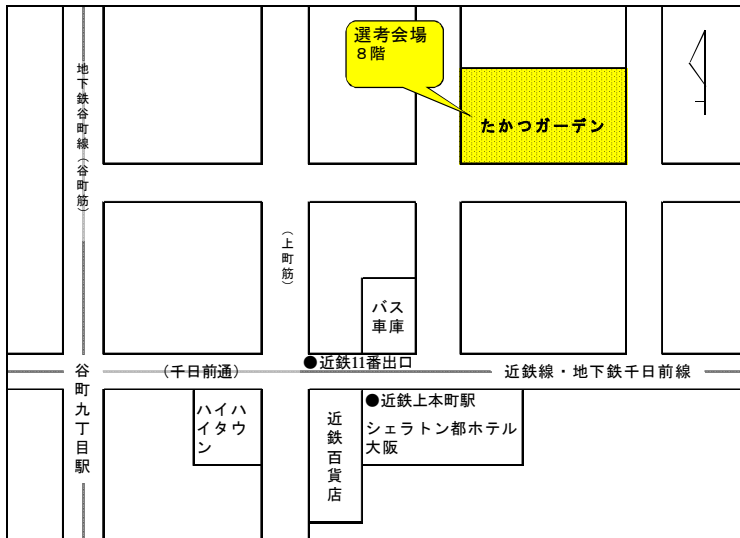 選考会場
８階
たかつガーデン
地下鉄谷町線（谷町筋）
（上町筋）
バス
車庫
●近鉄11番出口
（千日前通）
近鉄線・地下鉄千日前線
谷町九丁目駅
ハイハ
イタウ
ン
近鉄百貨店
●近鉄上本町駅
シェラトン都ホテル
大阪